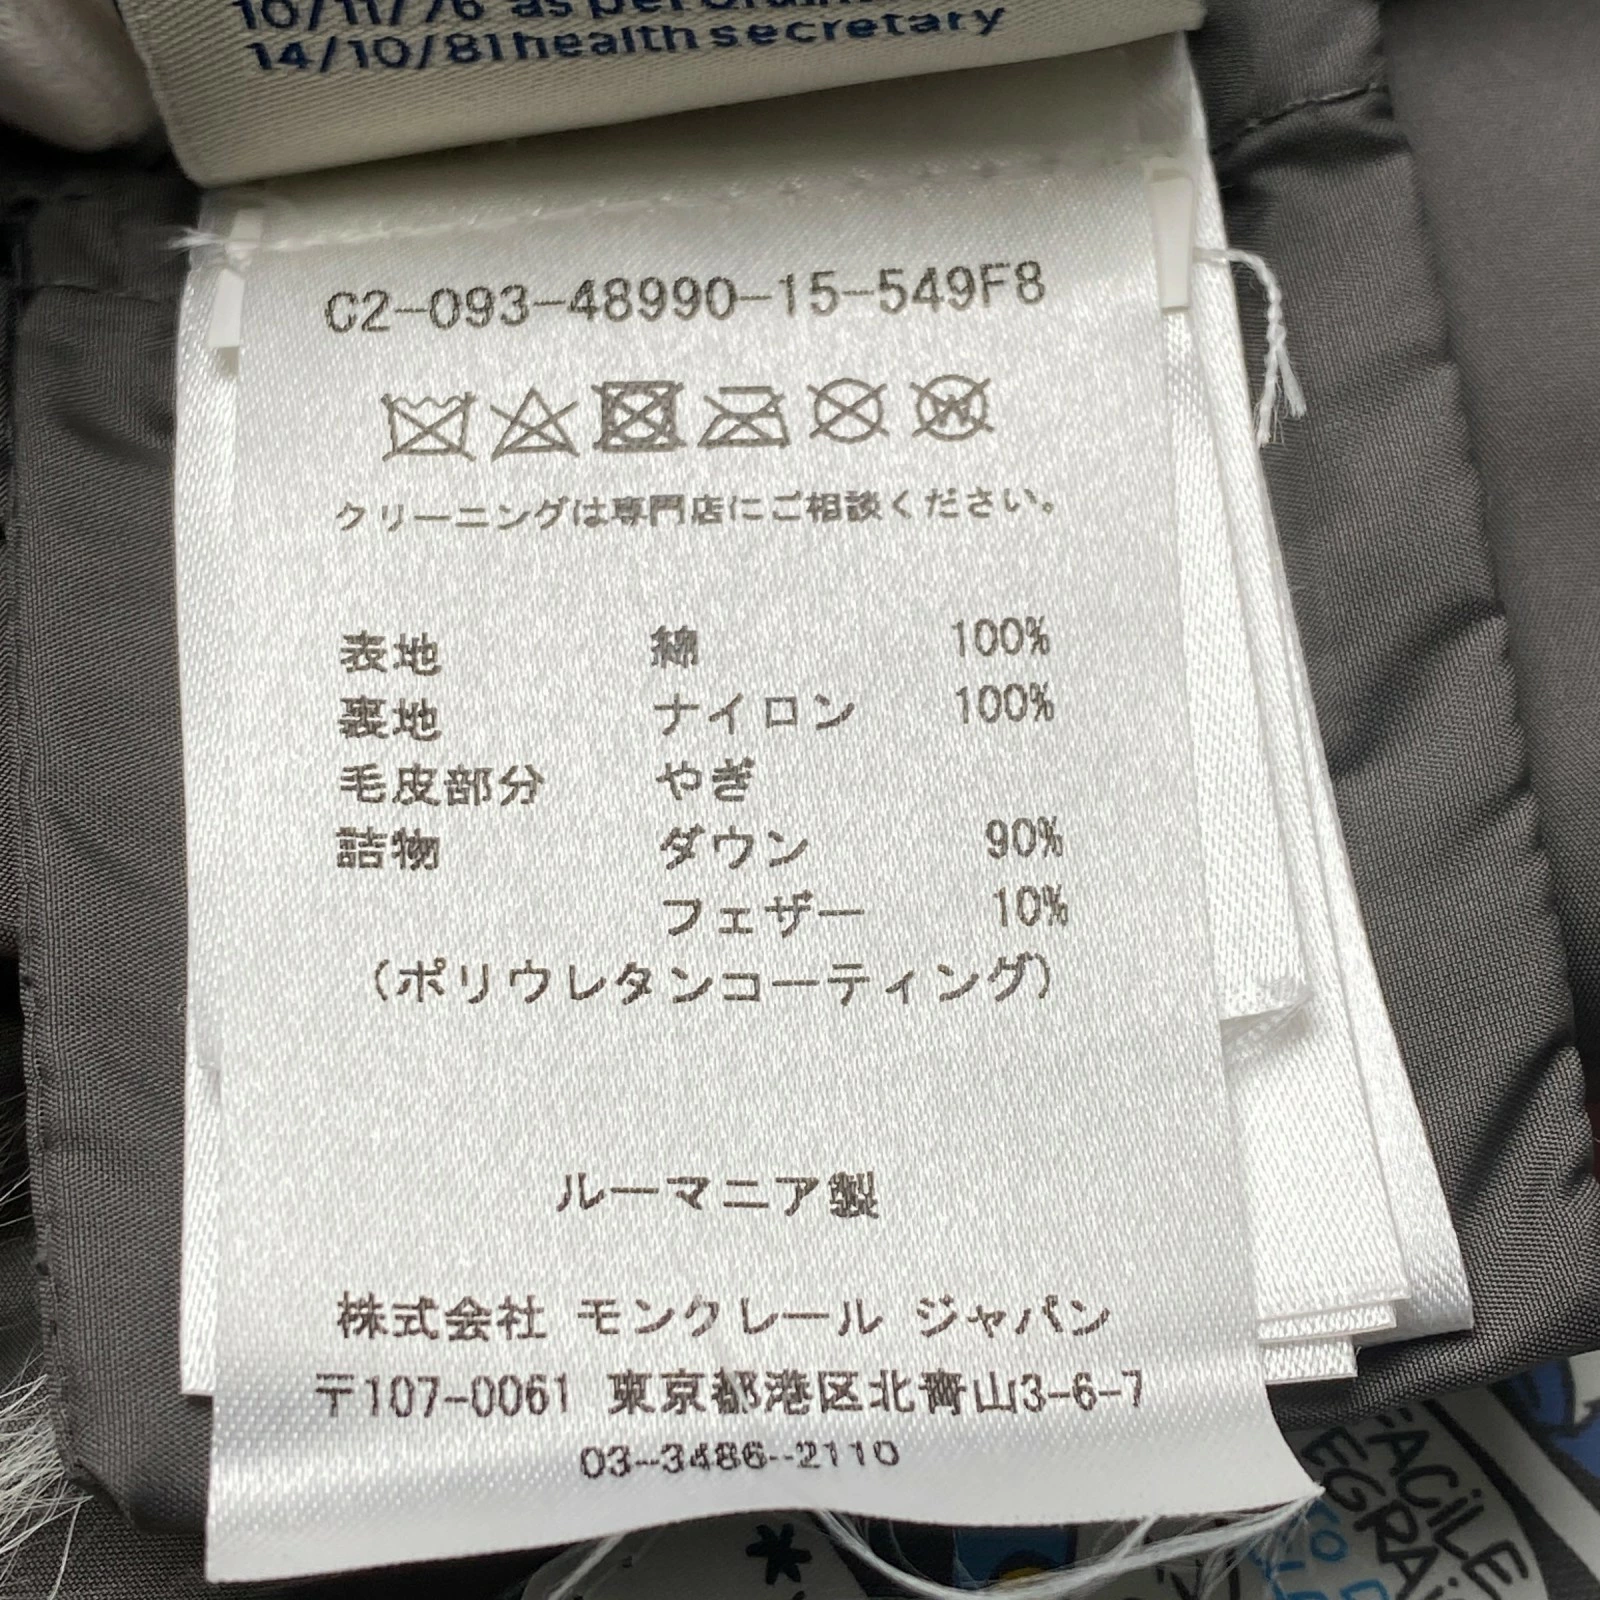 10/11/76 as per
14/10/81 health secretary
C2-093-48990-15-549F8
W
クリーニングは専門店にご相談ください。
表地 綿 100%
裏地 ナイロン 100%
毛皮部分 やぎ
詰物 ダウン 90%
フェザー 10%
(ポリウレタンコーティング)
ルーマニア製
株式会社 モンクレール ジャパン
〒107-0061 東京都港区北青山3-6-7
03-3486-2110